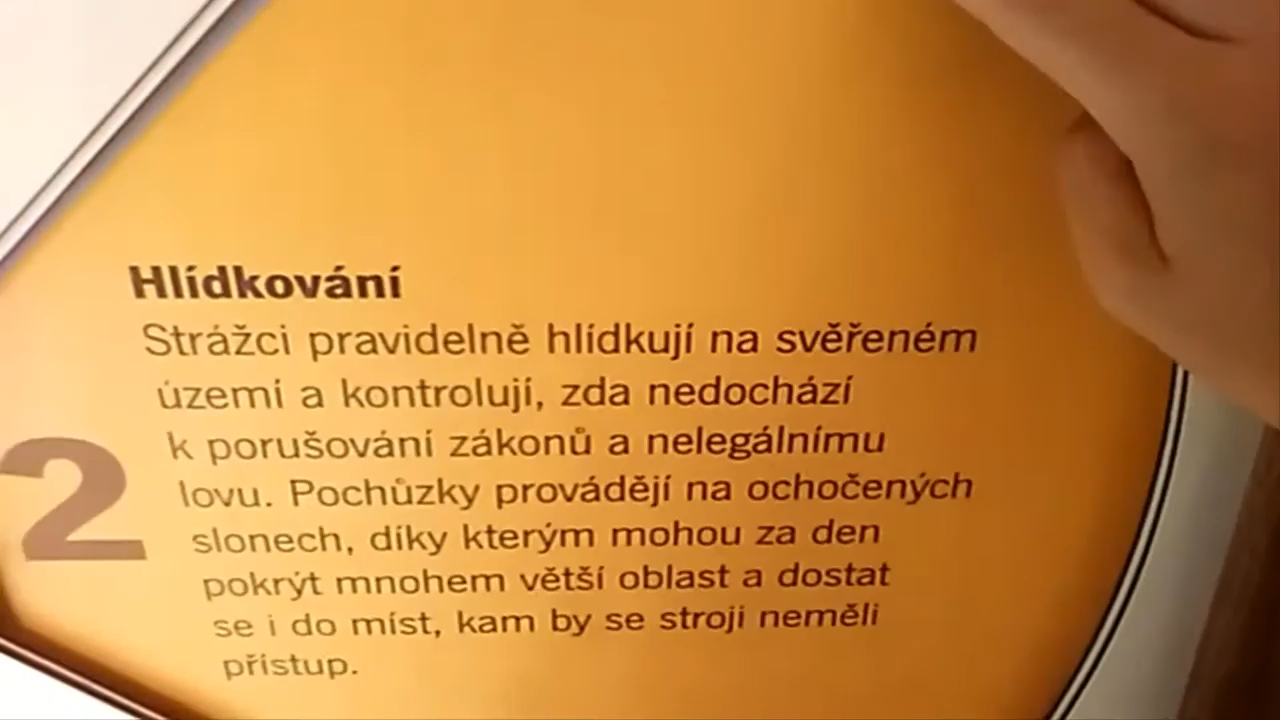 Hlídkování
Strážci pravidelně hlídkují na svěřeném
území a kontrolují, zda nedochází
k porušování zákonů a nelegálnímu
lovu. Pochůzky provádějí na ochočených
slonech, díky kterým mohou za den
2
pokrýt mnohem větší oblast a dostat
se i do míst, kam by se stroji neměli
přístup.